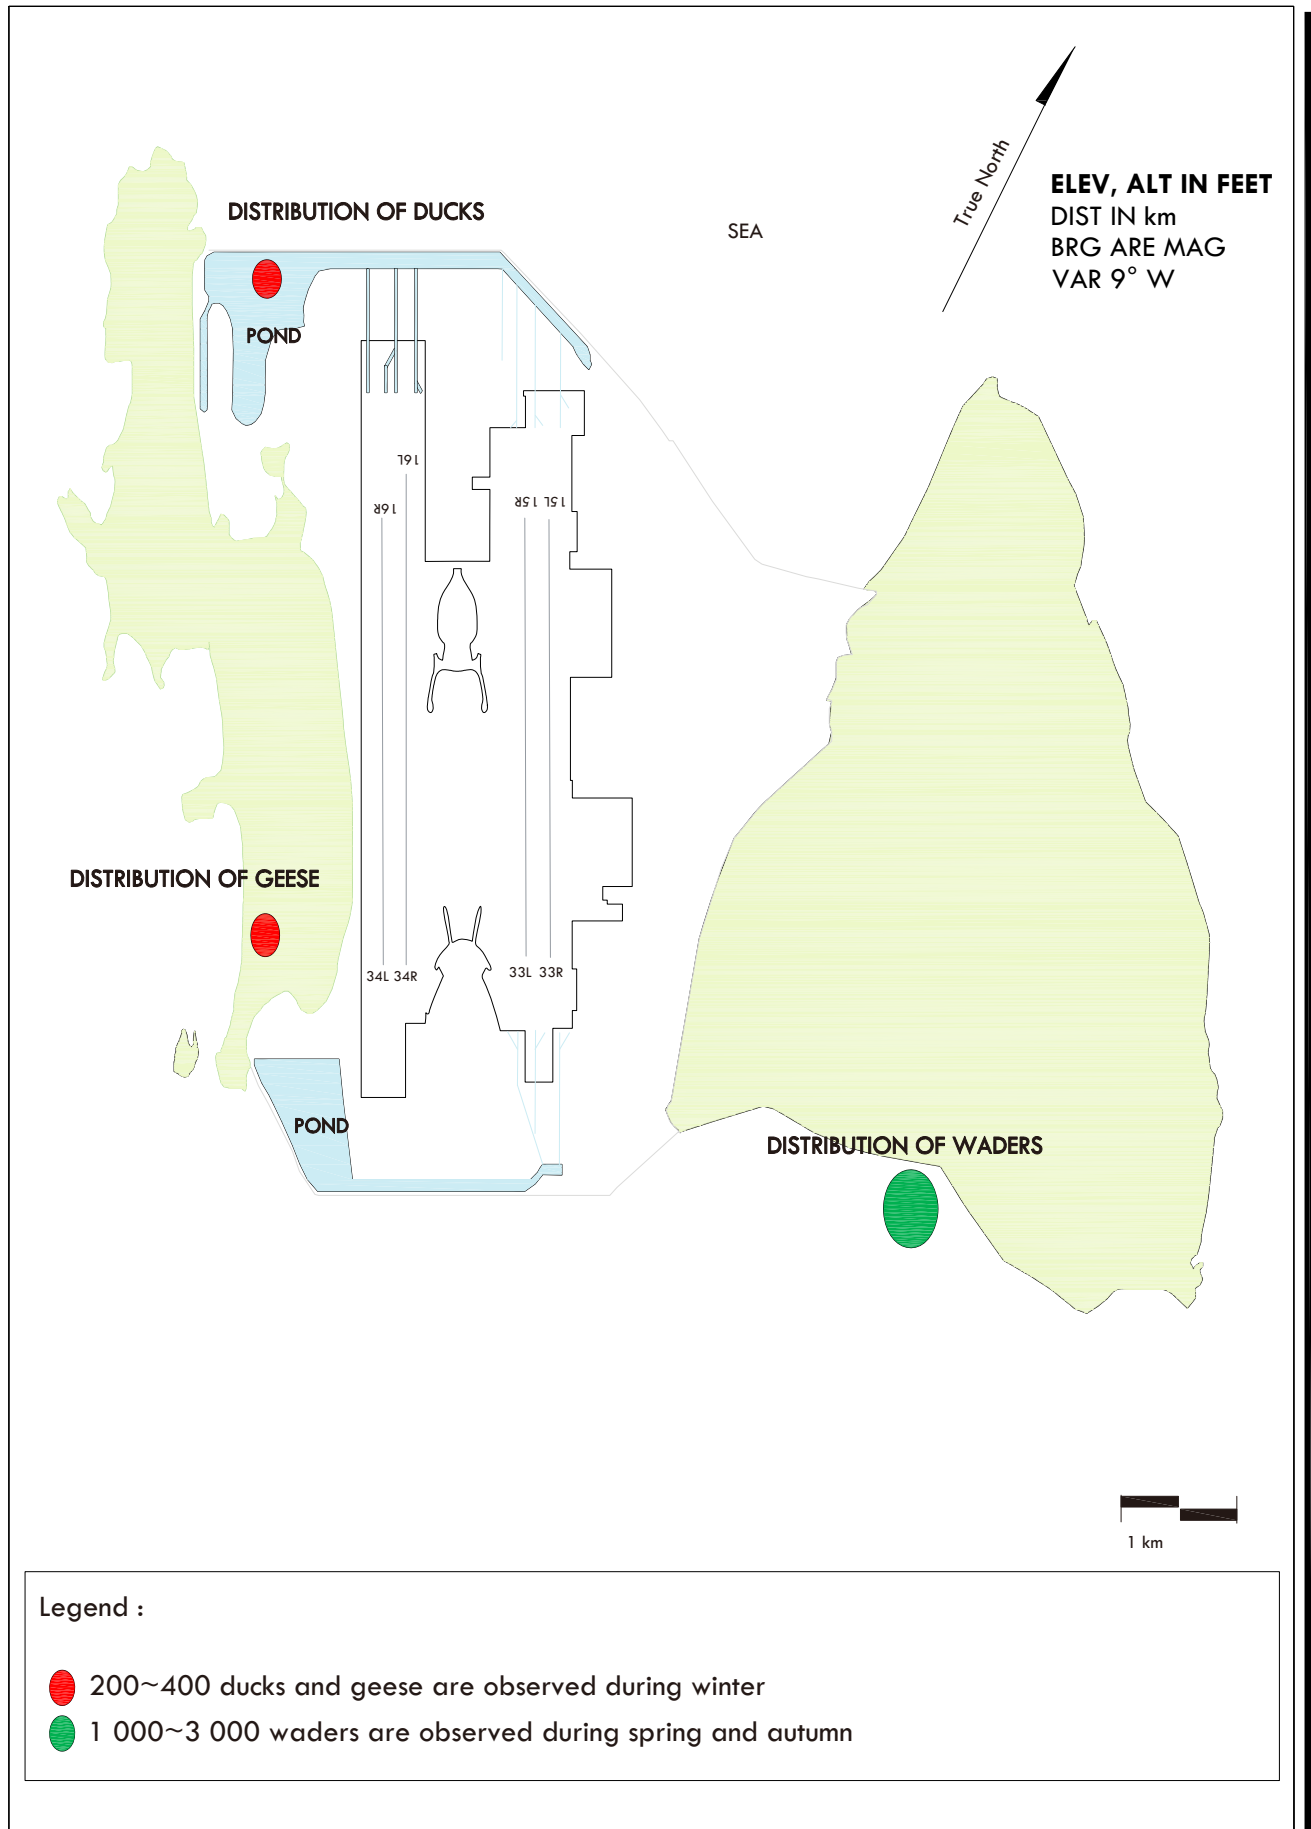 True North
ELEV, ALT IN FEET
DIST IN km
BRG ARE MAG
VAR 9° W
DISTRIBUTION OF DUCKS
SEA
POND
16L
16R
15R 15L
DISTRIBUTION OF GEESE
34L 34R
33L 33R
POND
DISTRIBUTION OF WADERS
1 km
Legend :
200~400 ducks and geese are observed during winter
1 000~3 000 waders are observed during spring and autumn